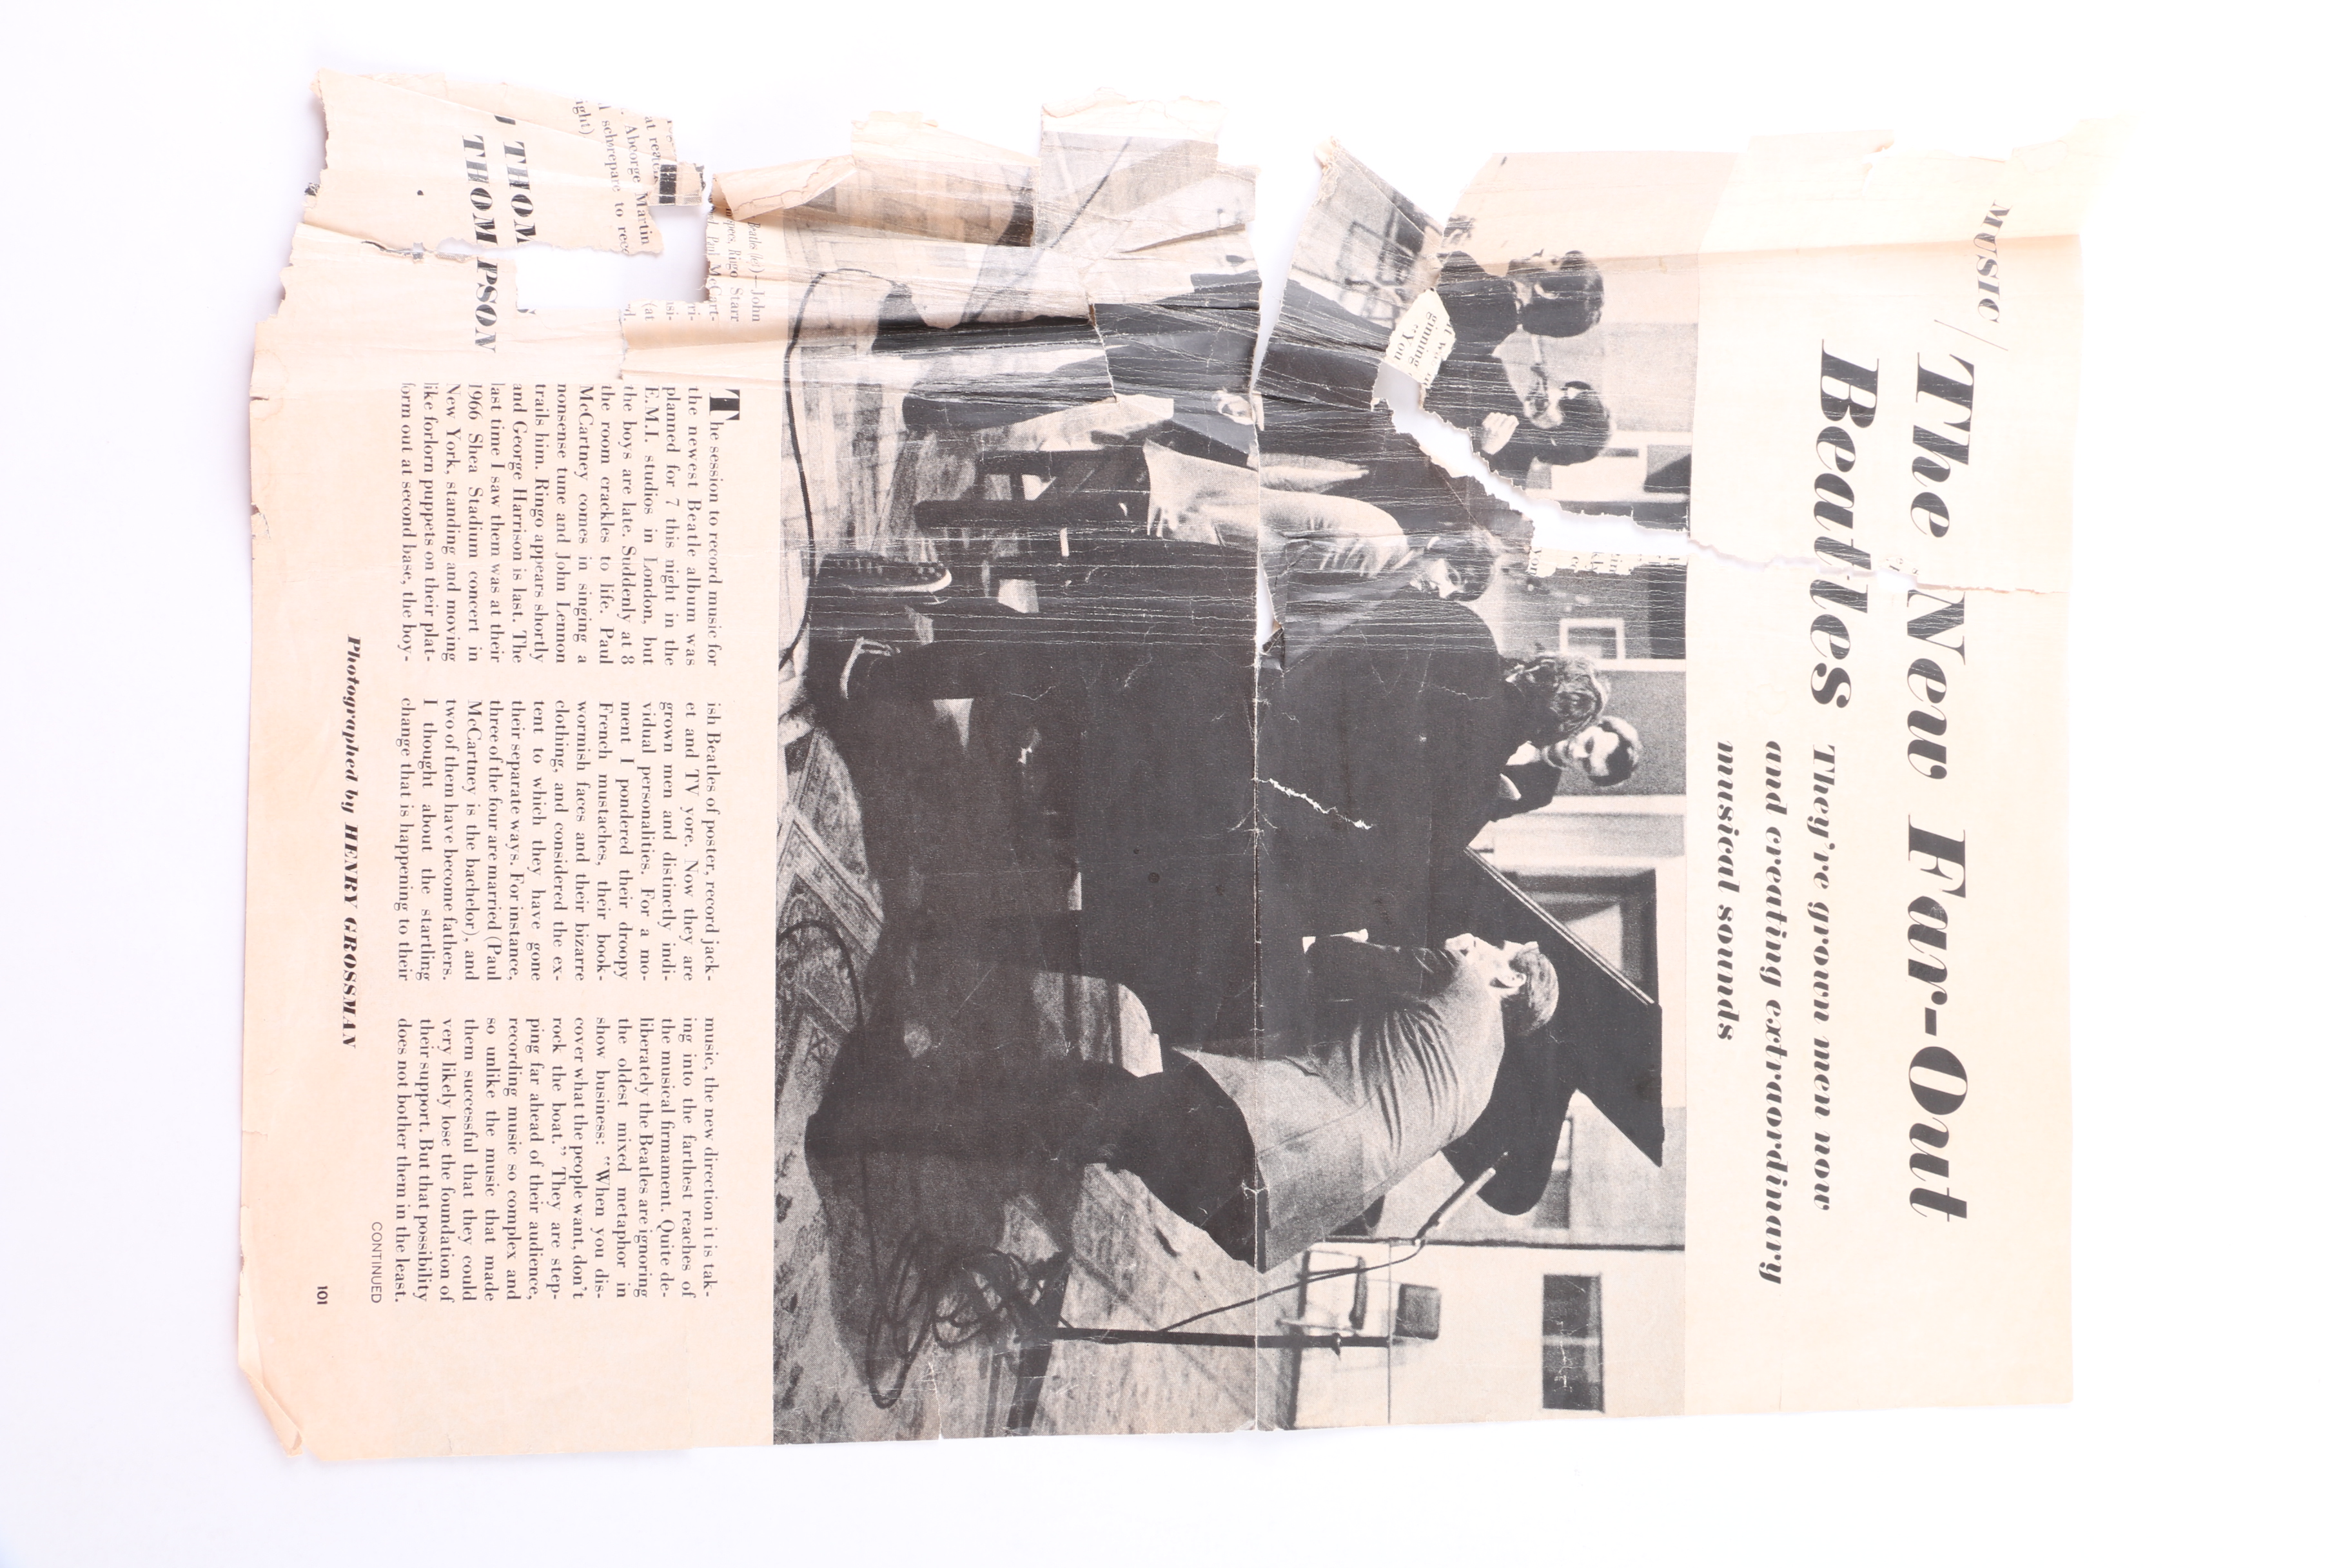 MUSIC
The New Far-Out
Beatles
They're grown men now
and creating extraordinary
musical sounds
Beatles (left)—John
Ringo Starr
Paul McCart-
at
Martin
to
ight)
"You
ginning
THOM
THOMPSON
The session to record music for
the newest Beatle album was
planned for 7 this night in the
E.M.I. studios in London, but
the boys are late. Suddenly at 8
the room crackles to life. Paul
McCartney comes in singing a
nonsense tune and John Lennon
trails him. Ringo appears shortly
and George Harrison is last. The
last time I saw them was at their
1966 Shea Stadium concert in
New York, standing and moving
like forlorn puppets on their plat-
form out at second base, the boy-
ish Beatles of poster, record jack-
et and TV yore. Now they are
grown men and distinctly indi-
vidual personalities. For a mo-
ment I pondered their droopy
French mustaches, their book-
wormish faces and their bizarre
clothing, and considered the ex-
tent to which they have gone
their separate ways. For instance,
three of the four are married (Paul
McCartney is the bachelor), and
two of them have become fathers.
I thought about the startling
change that is happening to their
music, the new direction it is tak-
ing into the farthest reaches of
the musical firmament. Quite de-
liberately the Beatles are ignoring
the oldest mixed metaphor in
show business: "When you dis-
cover what the people want, don't
rock the boat." They are step-
ping far ahead of their audience,
recording music so complex and
so unlike the music that made
them successful that they could
very likely lose the foundation of
their support. But that possibility
does not bother them in the least.
CONTINUED
Photographed by HENRY GROSSMAN
101